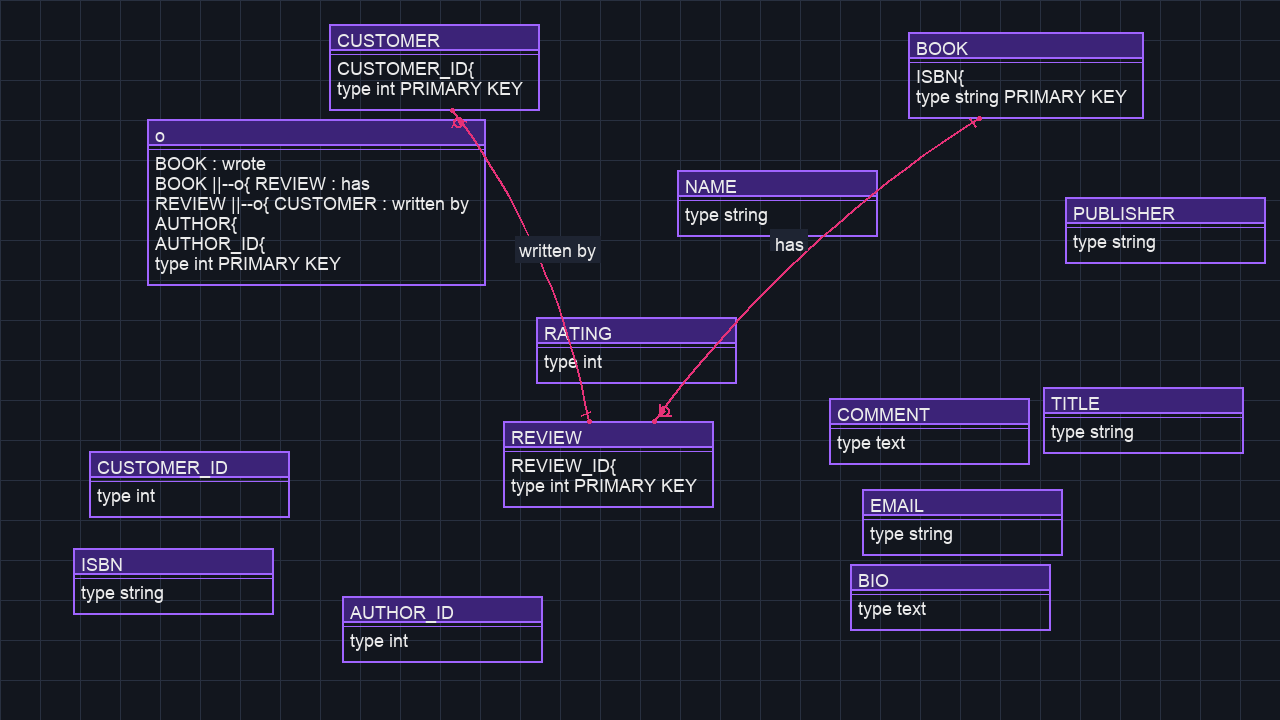 CUSTOMER
CUSTOMER_ID{
type int PRIMARY KEY
BOOK
ISBN{
type string PRIMARY KEY
o
BOOK : wrote
BOOK ||--o{ REVIEW : has
REVIEW ||--o{ CUSTOMER : written by
AUTHOR{
AUTHOR_ID{
type int PRIMARY KEY
NAME
type string
PUBLISHER
type string
written by
has
RATING
type int
REVIEW
REVIEW_ID{
type int PRIMARY KEY
COMMENT
type text
TITLE
type string
CUSTOMER_ID
type int
EMAIL
type string
ISBN
type string
BIO
type text
AUTHOR_ID
type int